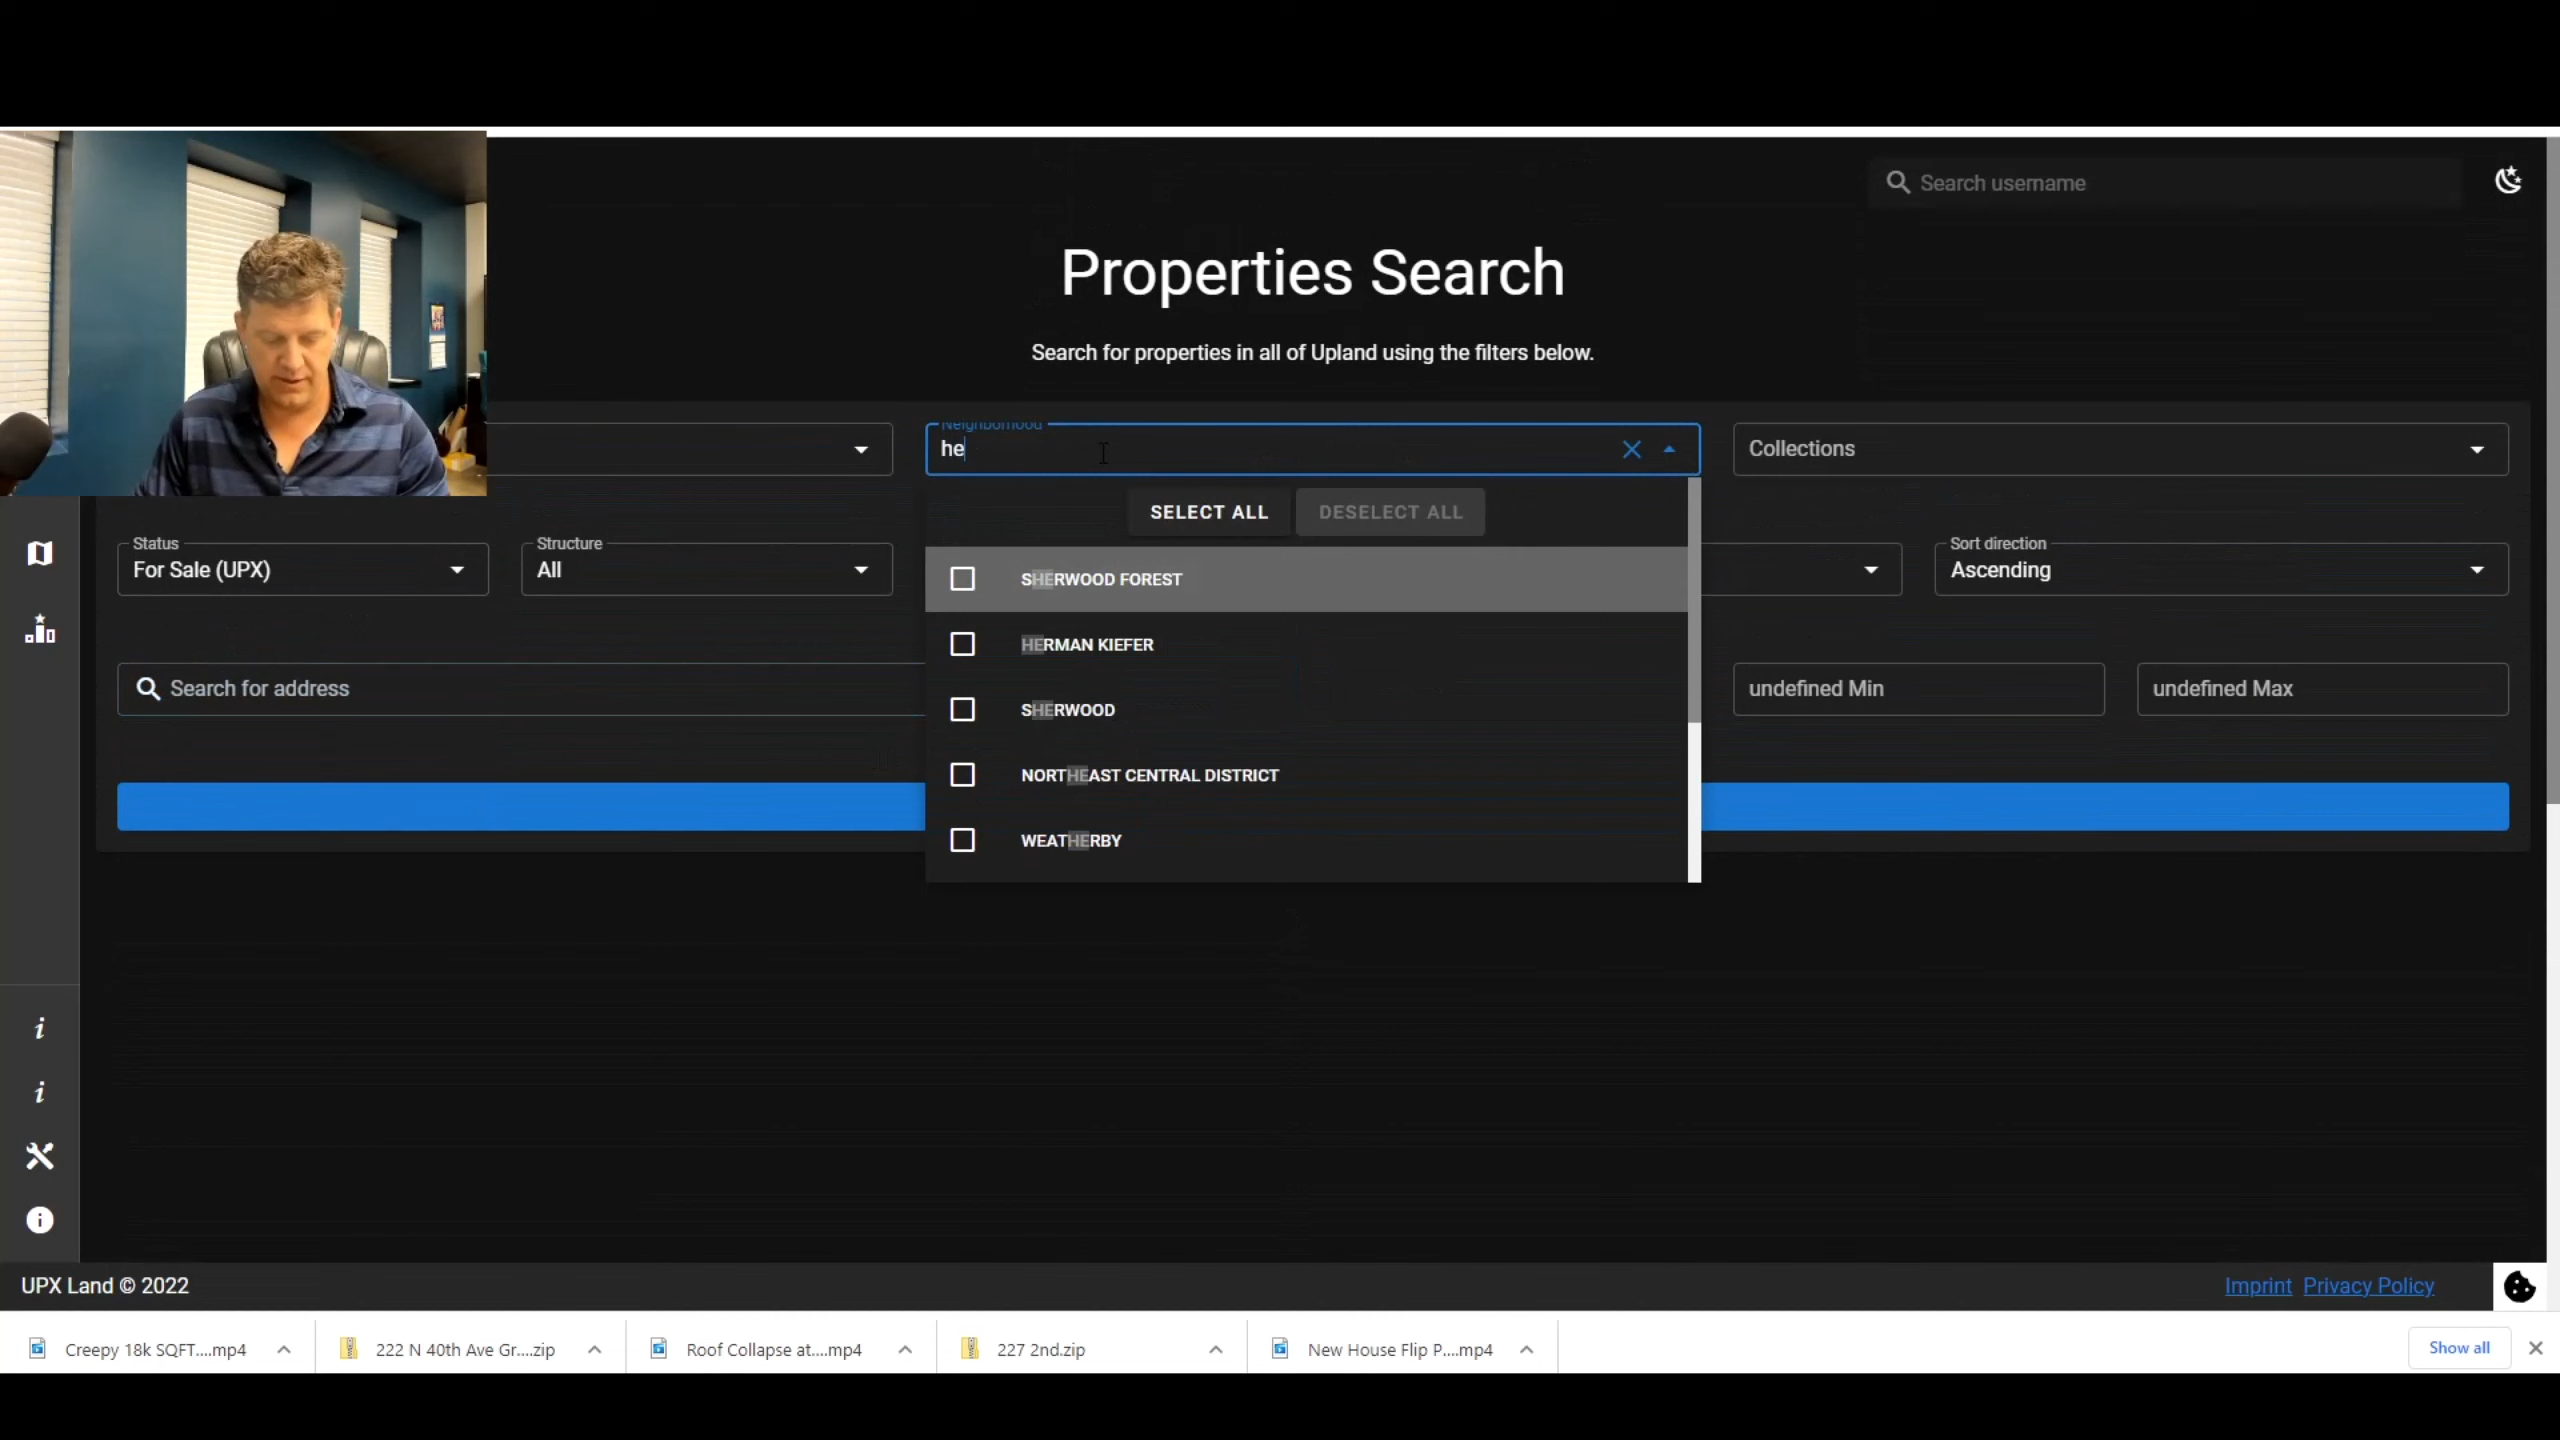 Search username
Properties Search
Search for properties in all of Upland using the filters below.
Neighborhood
he
Collections
SELECT ALL
DESELECT ALL
Status
For Sale (UPX)
Structure
All
Sort direction
Ascending
SHERWOOD FOREST
HERMAN KIEFER
SHERWOOD
NORTHEAST CENTRAL DISTRICT
WEATHERBY
Search for address
undefined Min
undefined Max
UPX Land © 2022
Imprint
Privacy Policy
Creepy 18k SQFT....mp4
222 N 40th Ave Gr....zip
Roof Collapse at....mp4
227 2nd.zip
New House Flip P....mp4
Show all